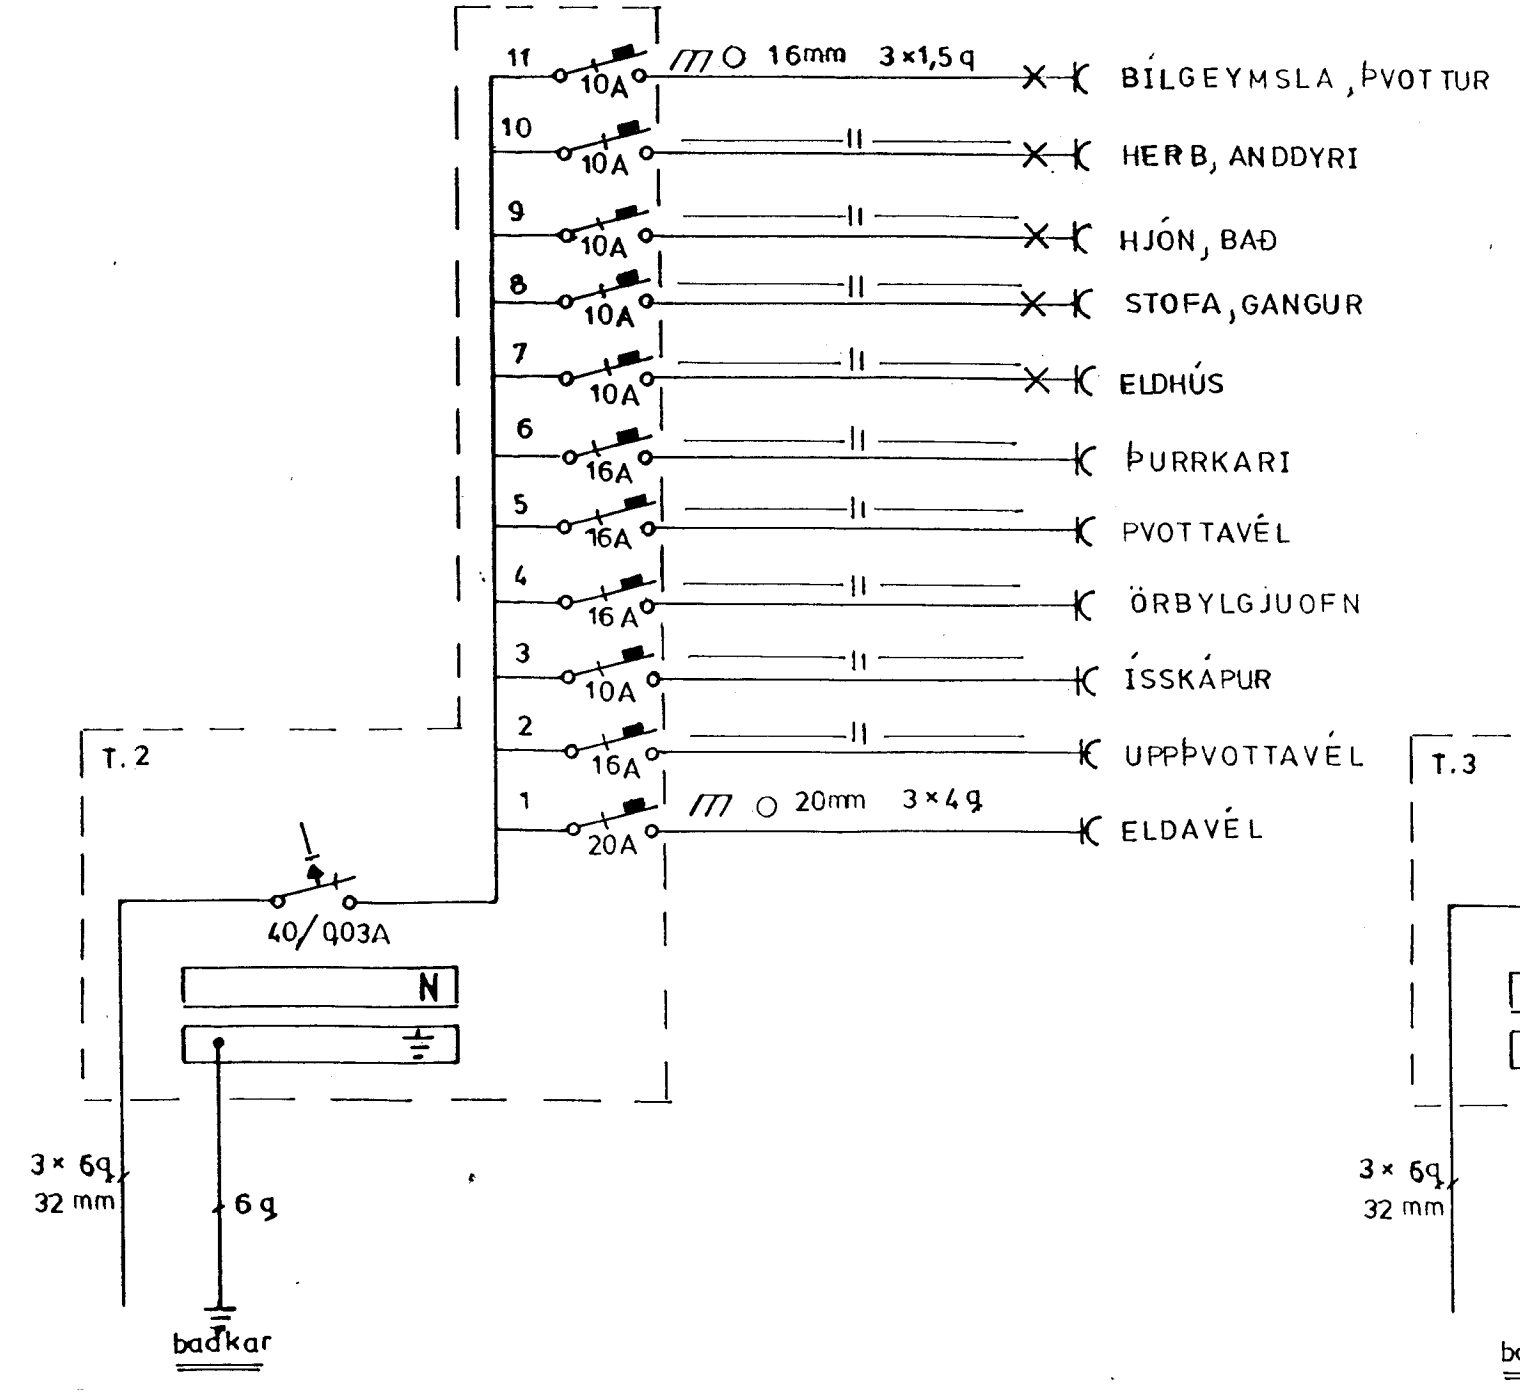 11 10A 16mm 3×1,5q BÍLGEYMSLA, ÞVOTTUR
10 10A || HERB, ANDDYRI
9 10A || HJÓN, BAÐ
8 10A || STOFA, GANGUR
7 10A || ELDHÚS
6 16A || ÞURRKARI
5 16A || PVOTTAVÉL
4 16A || ÖRBYLGJUOFN
3 10A || ÍSSKÁPUR
2 16A || UPPÞVOTTAVÉL
1 20A 20mm 3×4q ELDAVÉL
T.2
T.3
40/0,03A
N
3× 6q
32 mm
6q
baðkar
3× 6q
32 mm